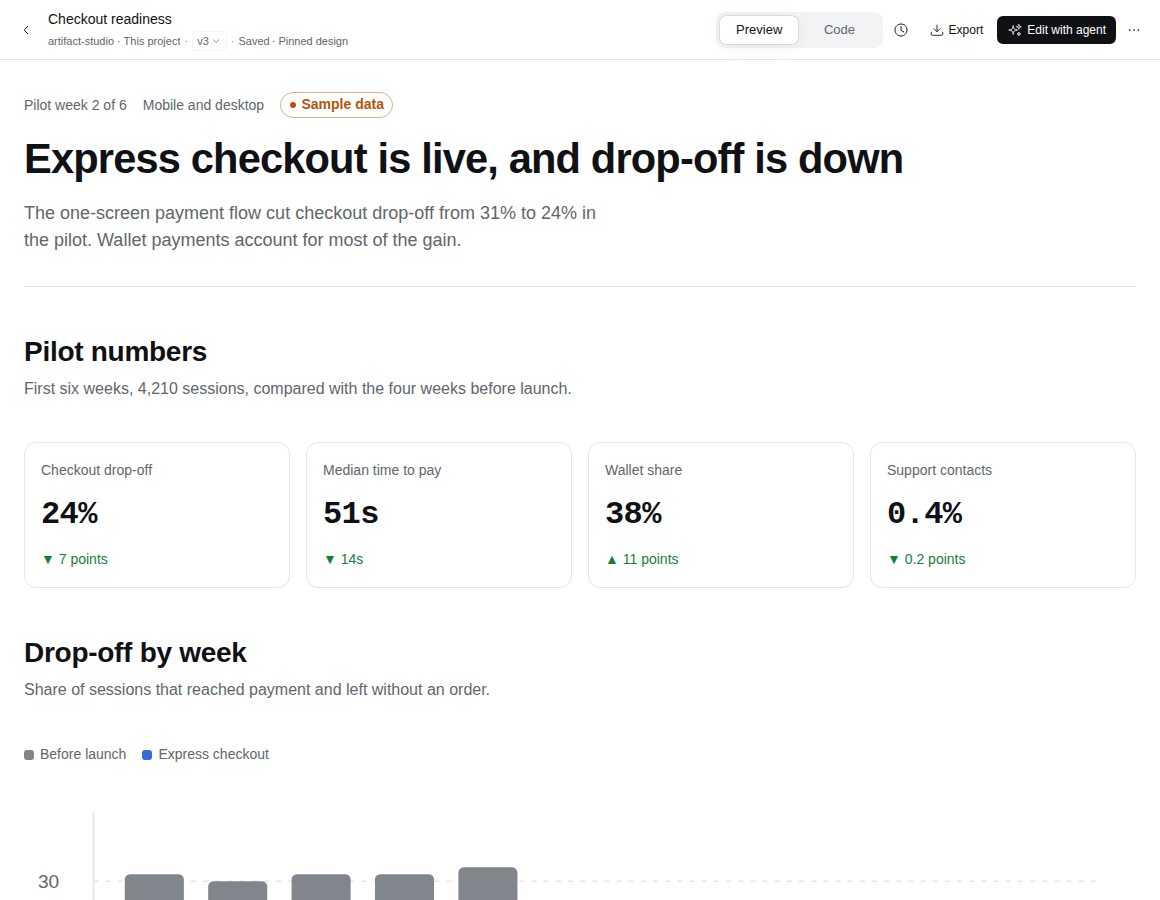 Checkout readiness
artifact-studio · This project · v3 · Saved · Pinned design
Preview
Code
Export
Edit with agent
Pilot week 2 of 6
Mobile and desktop
Sample data
Express checkout is live, and drop-off is down
The one-screen payment flow cut checkout drop-off from 31% to 24% in
the pilot. Wallet payments account for most of the gain.
Pilot numbers
First six weeks, 4,210 sessions, compared with the four weeks before launch.
Checkout drop-off
24%
▼ 7 points
Median time to pay
51s
▼ 14s
Wallet share
38%
▲ 11 points
Support contacts
0.4%
▼ 0.2 points
Drop-off by week
Share of sessions that reached payment and left without an order.
Before launch
Express checkout
30